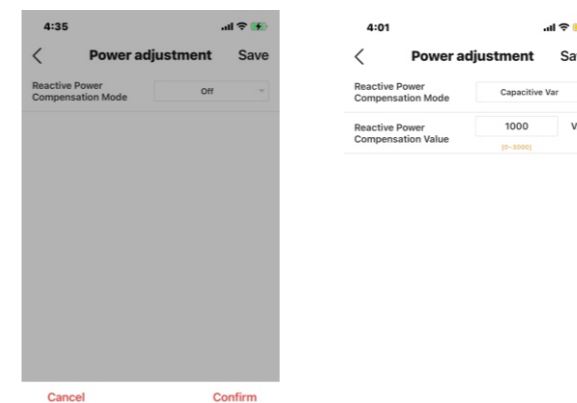 4:35
Power adjustment Save
Reactive Power
Compensation Mode
Off
Cancel Confirm
4:01
Power adjustment
Reactive Power
Compensation Mode
Capacitive Var
Reactive Power
Compensation Value
1000
[0~3000]